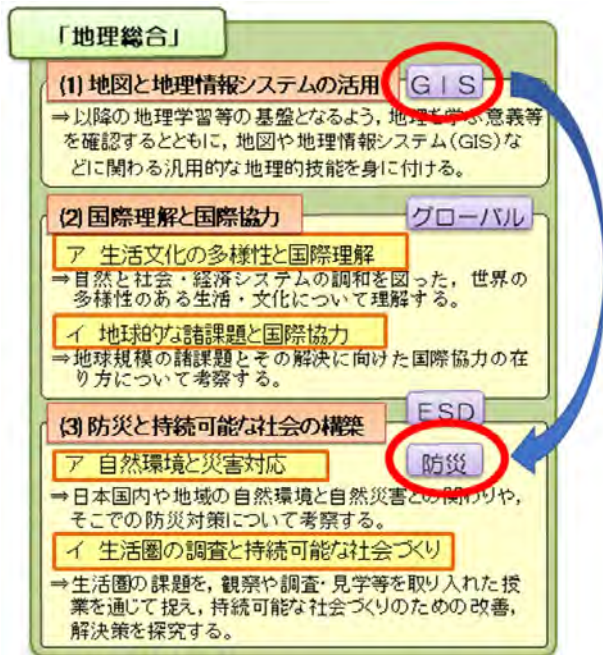 「地理総合」
(1) 地図と地理情報システムの活用 GIS
⇒以降の地理学習等の基盤となるよう，地理を学ぶ意義等
を確認するとともに，地図や地理情報システム(GIS)な
どに関わる汎用的な地理的技能を身に付ける。
(2) 国際理解と国際協力 グローバル
ア 生活文化の多様性と国際理解
⇒自然と社会・経済システムの調和を図った，世界の
多様性のある生活・文化について理解する。
イ 地球的な諸課題と国際協力
⇒地球規模の諸課題とその解決に向けた国際協力の在
り方について考察する。
ESD
(3) 防災と持続可能な社会の構築
ア 自然環境と災害対応 防災
⇒日本国内や地域の自然環境と自然災害との関わりや，
そこでの防災対策について考察する。
イ 生活圏の調査と持続可能な社会づくり
⇒生活圏の課題を，観察や調査・見学等を取り入れた授
業を通じて捉え，持続可能な社会づくりのための改善，
解決策を探究する。